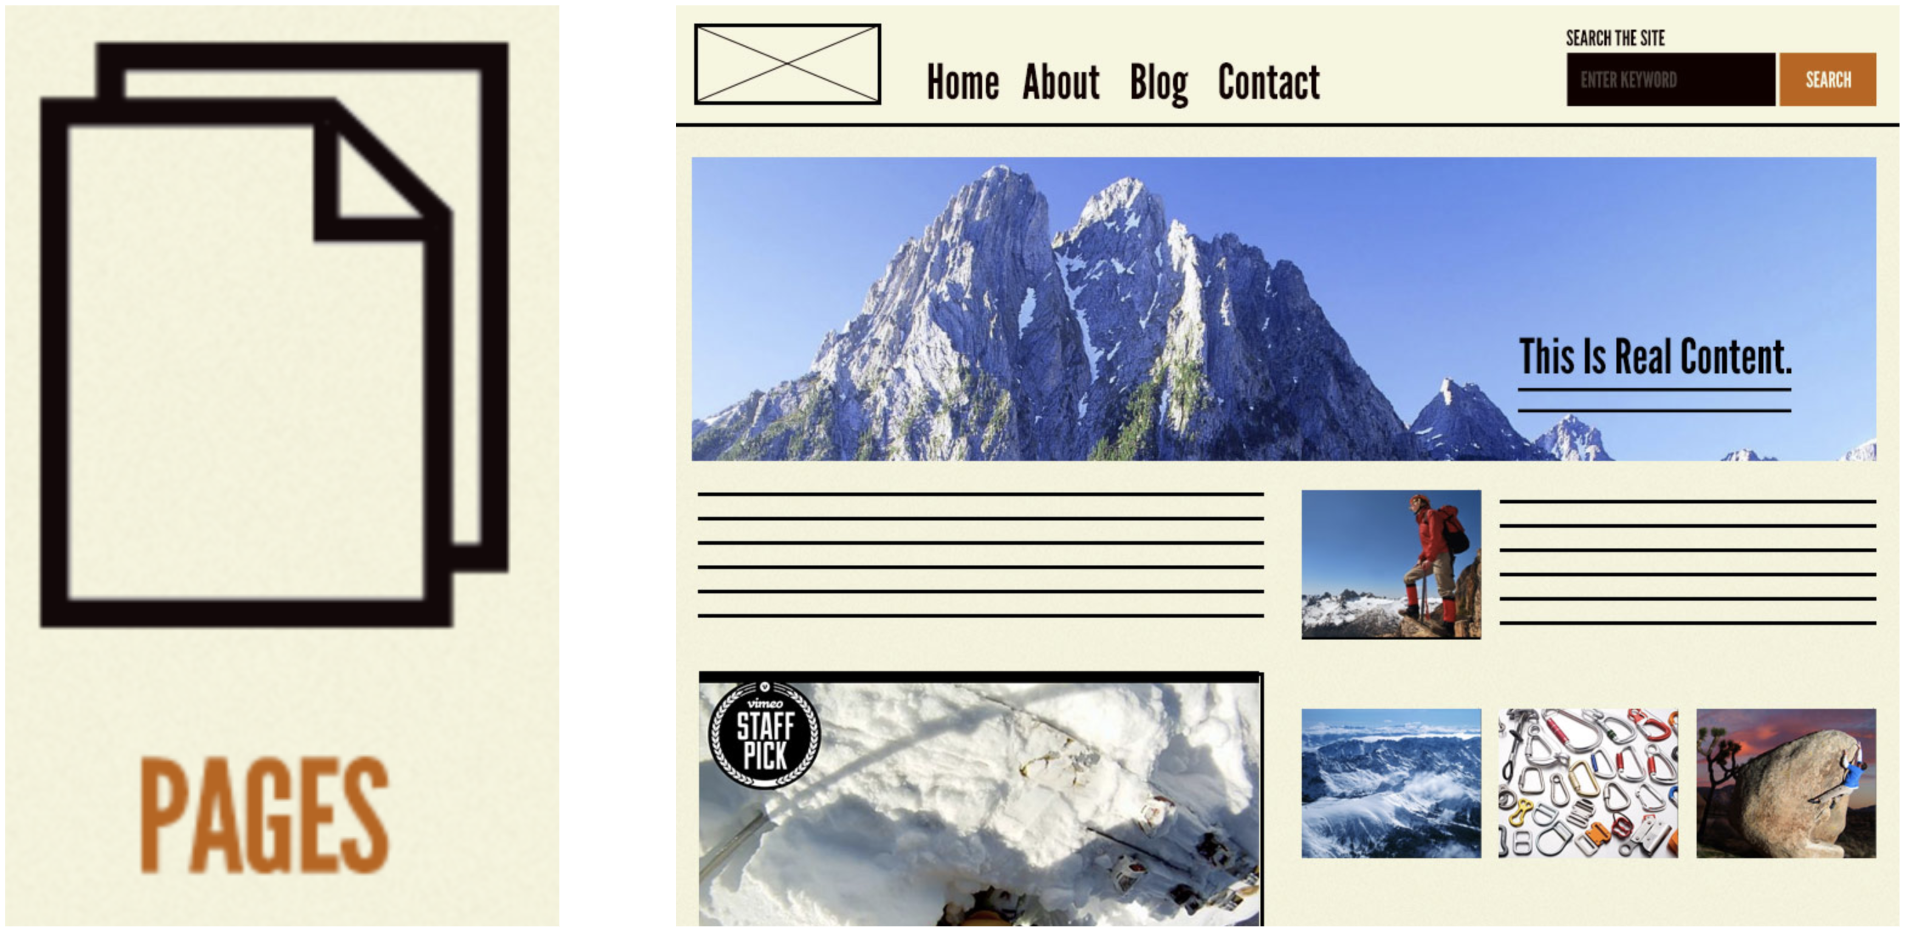 PAGES
Home About Blog Contact
SEARCH THE SITE
ENTER KEYWORD
SEARCH
This Is Real Content.
vimeo
STAFF
PICK